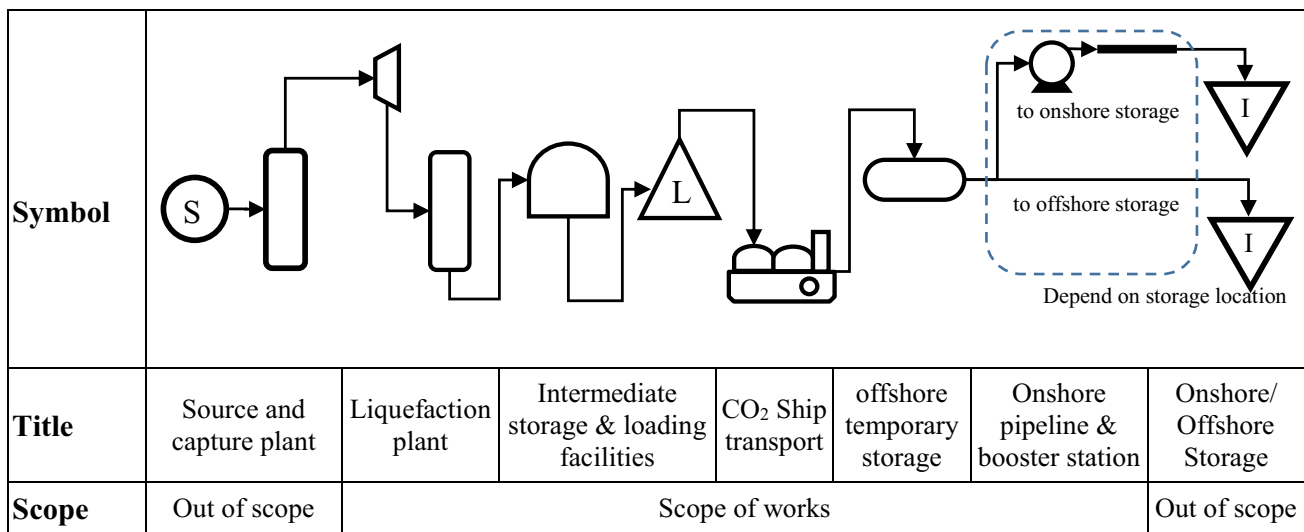 Symbol
S
L
to onshore storage
I
to offshore storage
I
Depend on storage location
Title
Source and
capture plant
Liquefaction
plant
Intermediate
storage & loading
facilities
CO₂ Ship
transport
offshore
temporary
storage
Onshore
pipeline &
booster station
Onshore/
Offshore
Storage
Scope
Out of scope
Scope of works
Out of scope